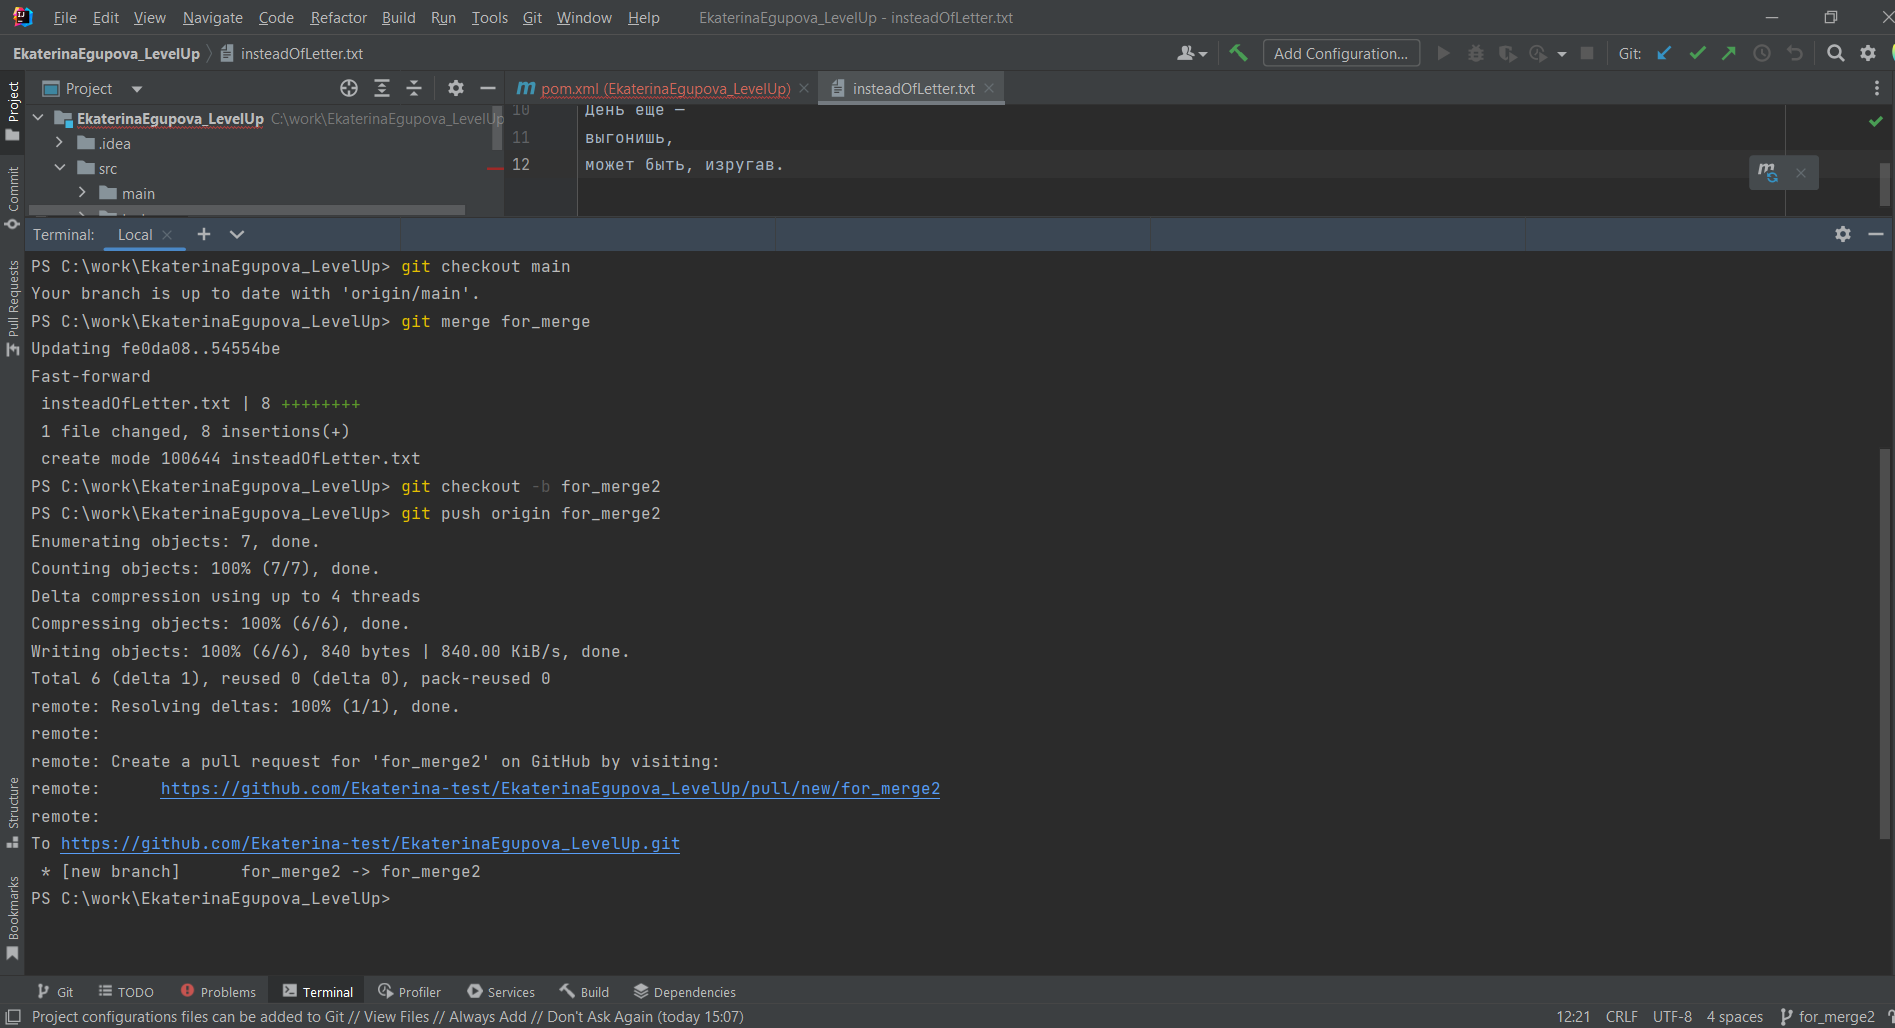 File Edit View Navigate Code Refactor Build Run Tools Git Window Help EkaterinaEgupova_LevelUp - insteadOfLetter.txt
EkaterinaEgupova_LevelUp insteadOfLetter.txt Add Configuration... Git:
Project
Commit
Pull Requests
Structure
Bookmarks
Project
EkaterinaEgupova_LevelUp C:\work\EkaterinaEgupova_LevelUp
.idea
src
main
pom.xml (EkaterinaEgupova_LevelUp) insteadOfLetter.txt
10 День еще —
11 выгонишь,
12 может быть, изругав.
Terminal: Local
PS C:\work\EkaterinaEgupova_LevelUp> git checkout main
Your branch is up to date with 'origin/main'.
PS C:\work\EkaterinaEgupova_LevelUp> git merge for_merge
Updating fe0da08..54554be
Fast-forward
insteadOfLetter.txt | 8 ++++++++
1 file changed, 8 insertions(+)
create mode 100644 insteadOfLetter.txt
PS C:\work\EkaterinaEgupova_LevelUp> git checkout -b for_merge2
PS C:\work\EkaterinaEgupova_LevelUp> git push origin for_merge2
Enumerating objects: 7, done.
Counting objects: 100% (7/7), done.
Delta compression using up to 4 threads
Compressing objects: 100% (6/6), done.
Writing objects: 100% (6/6), 840 bytes | 840.00 KiB/s, done.
Total 6 (delta 1), reused 0 (delta 0), pack-reused 0
remote: Resolving deltas: 100% (1/1), done.
remote:
remote: Create a pull request for 'for_merge2' on GitHub by visiting:
remote: https://github.com/Ekaterina-test/EkaterinaEgupova_LevelUp/pull/new/for_merge2
remote:
To https://github.com/Ekaterina-test/EkaterinaEgupova_LevelUp.git
* [new branch] for_merge2 -> for_merge2
PS C:\work\EkaterinaEgupova_LevelUp>
Git TODO Problems Terminal Profiler Services Build Dependencies
Project configurations files can be added to Git // View Files // Always Add // Don't Ask Again (today 15:07) 12:21 CRLF UTF-8 4 spaces for_merge2